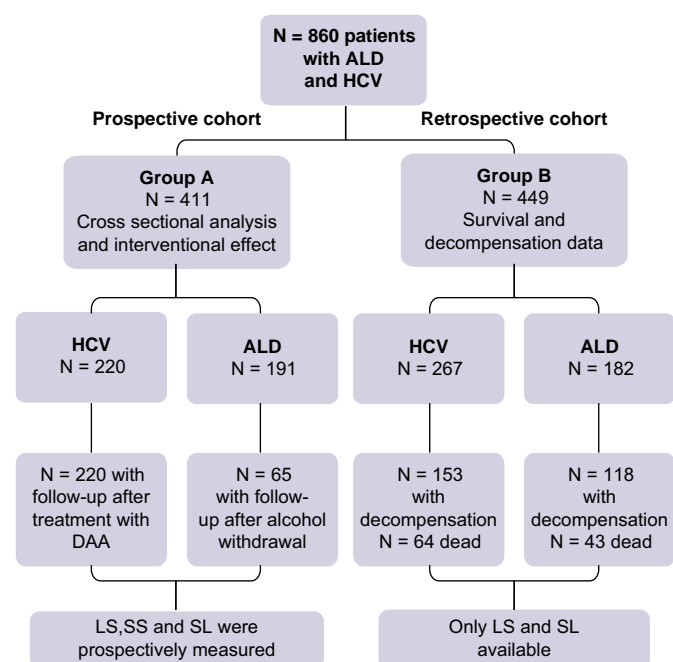 N = 860 patients
with ALD
and HCV
Prospective cohort
Retrospective cohort
Group A
N = 411
Cross sectional analysis
and interventional effect
Group B
N = 449
Survival and
decompensation data
HCV
N = 220
ALD
N = 191
HCV
N = 267
ALD
N = 182
N = 220 with
follow-up after
treatment with
DAA
N = 65
with follow-
up after alcohol
withdrawal
N = 153
with
decompensation
N = 64 dead
N = 118
with
decompensation
N = 43 dead
LS,SS and SL were
prospectively measured
Only LS and SL
available